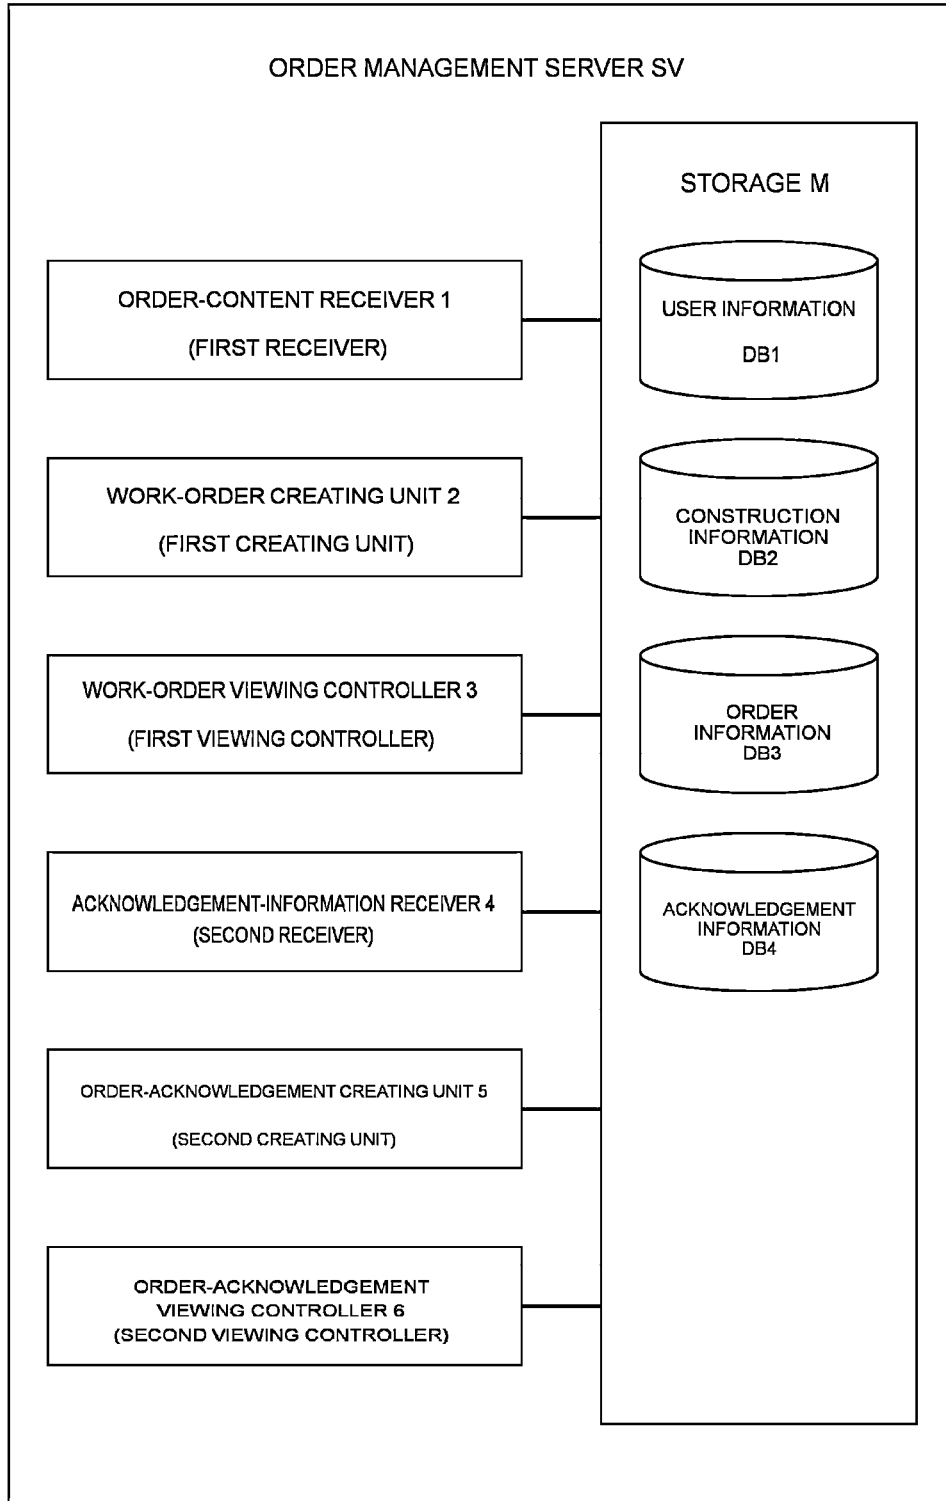 ORDER MANAGEMENT SERVER SV
STORAGE M
ORDER-CONTENT RECEIVER 1
(FIRST RECEIVER)
USER INFORMATION
DB1
WORK-ORDER CREATING UNIT 2
(FIRST CREATING UNIT)
CONSTRUCTION
INFORMATION
DB2
WORK-ORDER VIEWING CONTROLLER 3
(FIRST VIEWING CONTROLLER)
ORDER
INFORMATION
DB3
ACKNOWLEDGEMENT-INFORMATION RECEIVER 4
(SECOND RECEIVER)
ACKNOWLEDGEMENT
INFORMATION
DB4
ORDER-ACKNOWLEDGEMENT CREATING UNIT 5
(SECOND CREATING UNIT)
ORDER-ACKNOWLEDGEMENT
VIEWING CONTROLLER 6
(SECOND VIEWING CONTROLLER)